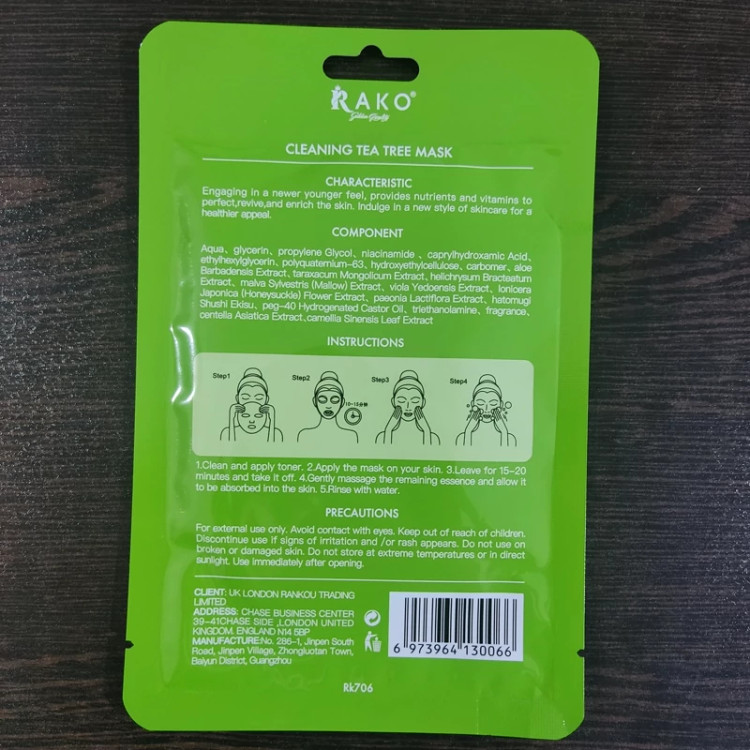 RAKO®
CLEANING TEA TREE MASK
CHARACTERISTIC
Engaging in a newer younger feel, provides nutrients and vitamins to
perfect,revive,and enrich the skin. Indulge in a new style of skincare for a
healthier appeal.
COMPONENT
Aqua、glycerin、propylene Glycol、niacinamide 、caprylhydroxamic Acid、
ethylhexylglycerin、polyquaternium-63、hydroxyethylcellulose、carbomer、aloe
Barbadensis Extract、taraxacum Mongolicum Extract、helichrysum Bracteatum
Extract、malva Sylvestris (Mallow) Extract、viola Yedoensis Extract、lonicera
Japonica (Honeysuckle) Flower Extract、paeonia Lactiflora Extract、hatomugi
Shushi Ekisu、peg-40 Hydrogenated Castor Oil、triethanolamine、fragrance、
centella Asiatica Extract、camellia Sinensis Leaf Extract
INSTRUCTIONS
Step1 Step2 Step3 Step4
10-15分钟
1.Clean and apply toner. 2.Apply the mask on your skin. 3.Leave for 15-20
minutes and take it off. 4.Gently massage the remaining essence and allow it
to be absorbed into the skin. 5.Rinse with water.
PRECAUTIONS
For external use only. Avoid contact with eyes. Keep out of reach of children.
Discontinue use if signs of irritation and /or rash appears. Do not use on
broken or damaged skin. Do not store at extreme temperatures or in direct
sunlight. Use immediately after opening.
CLIENT: UK LONDON RANKOU TRADING
LIMITED
ADDRESS: CHASE BUSINESS CENTER
39-41CHASE SIDE ,LONDON UNITED
KINGDOM. ENGLAND N14 5BP
MANUFACTURE:No. 286-1, Jinpen South
Road, Jinpen Village, Zhongluotan Town,
Baiyun District, Guangzhou
6 973964 130066
Rk706